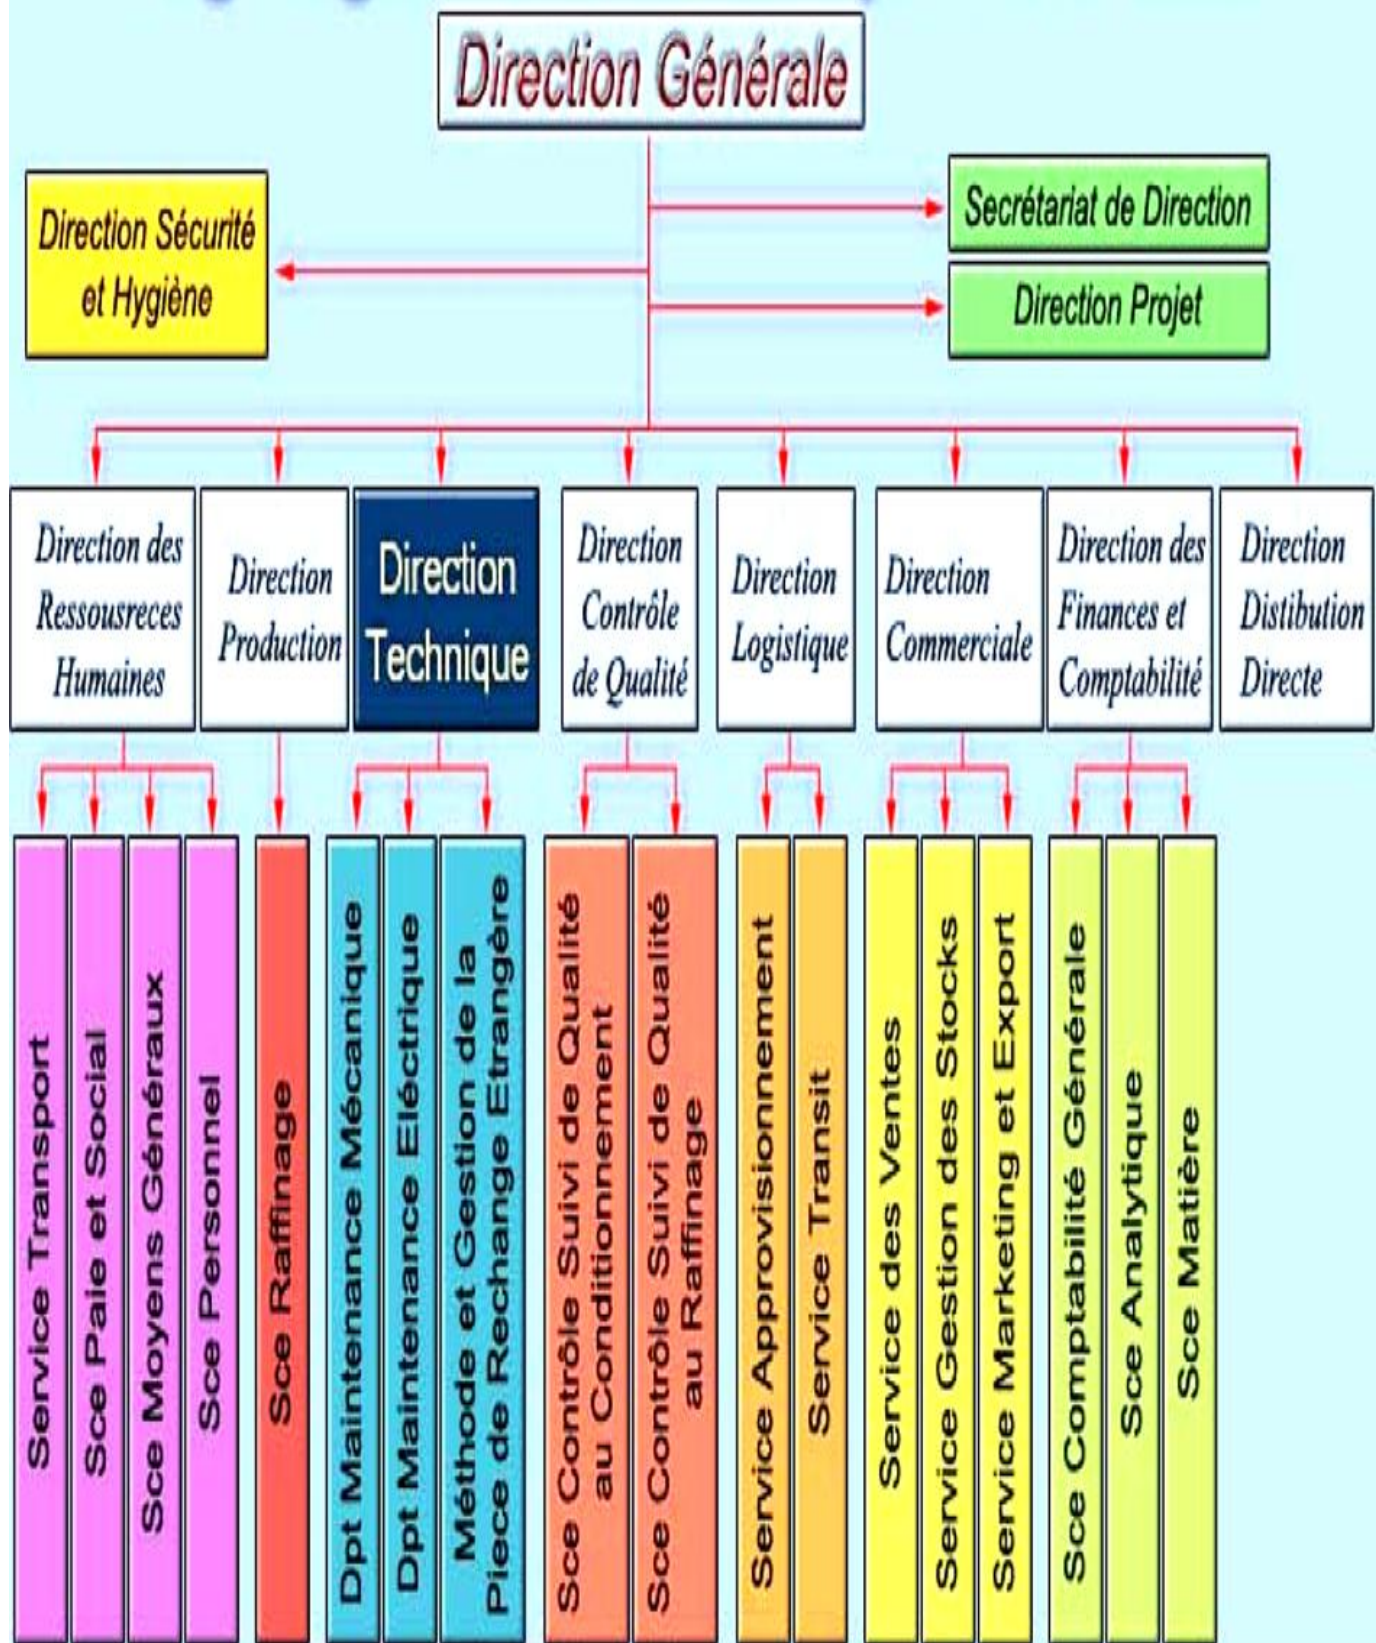 Direction Générale
Secrétariat de Direction
Direction Sécurité
et Hygiène
Direction Projet
Direction des
Ressousreces
Humaines
Direction
Production
Direction
Technique
Direction
Contrôle
de Qualité
Direction
Logistique
Direction
Commerciale
Direction des
Finances et
Comptabilité
Direction
Distibution
Directe
Service Transport
Sce Paie et Social
Sce Moyens Généraux
Sce Personnel
Sce Raffinage
Dpt Maintenance Mécanique
Dpt Maintenance Eléctrique
Méthode et Gestion de la
Piece de Rechange Etrangère
Sce Contrôle Suivi de Qualité
au Conditionnement
Sce Contrôle Suivi de Qualité
au Raffinage
Service Approvisionnement
Service Transit
Service des Ventes
Service Gestion des Stocks
Service Marketing et Export
Sce Comptabilité Générale
Sce Analytique
Sce Matière